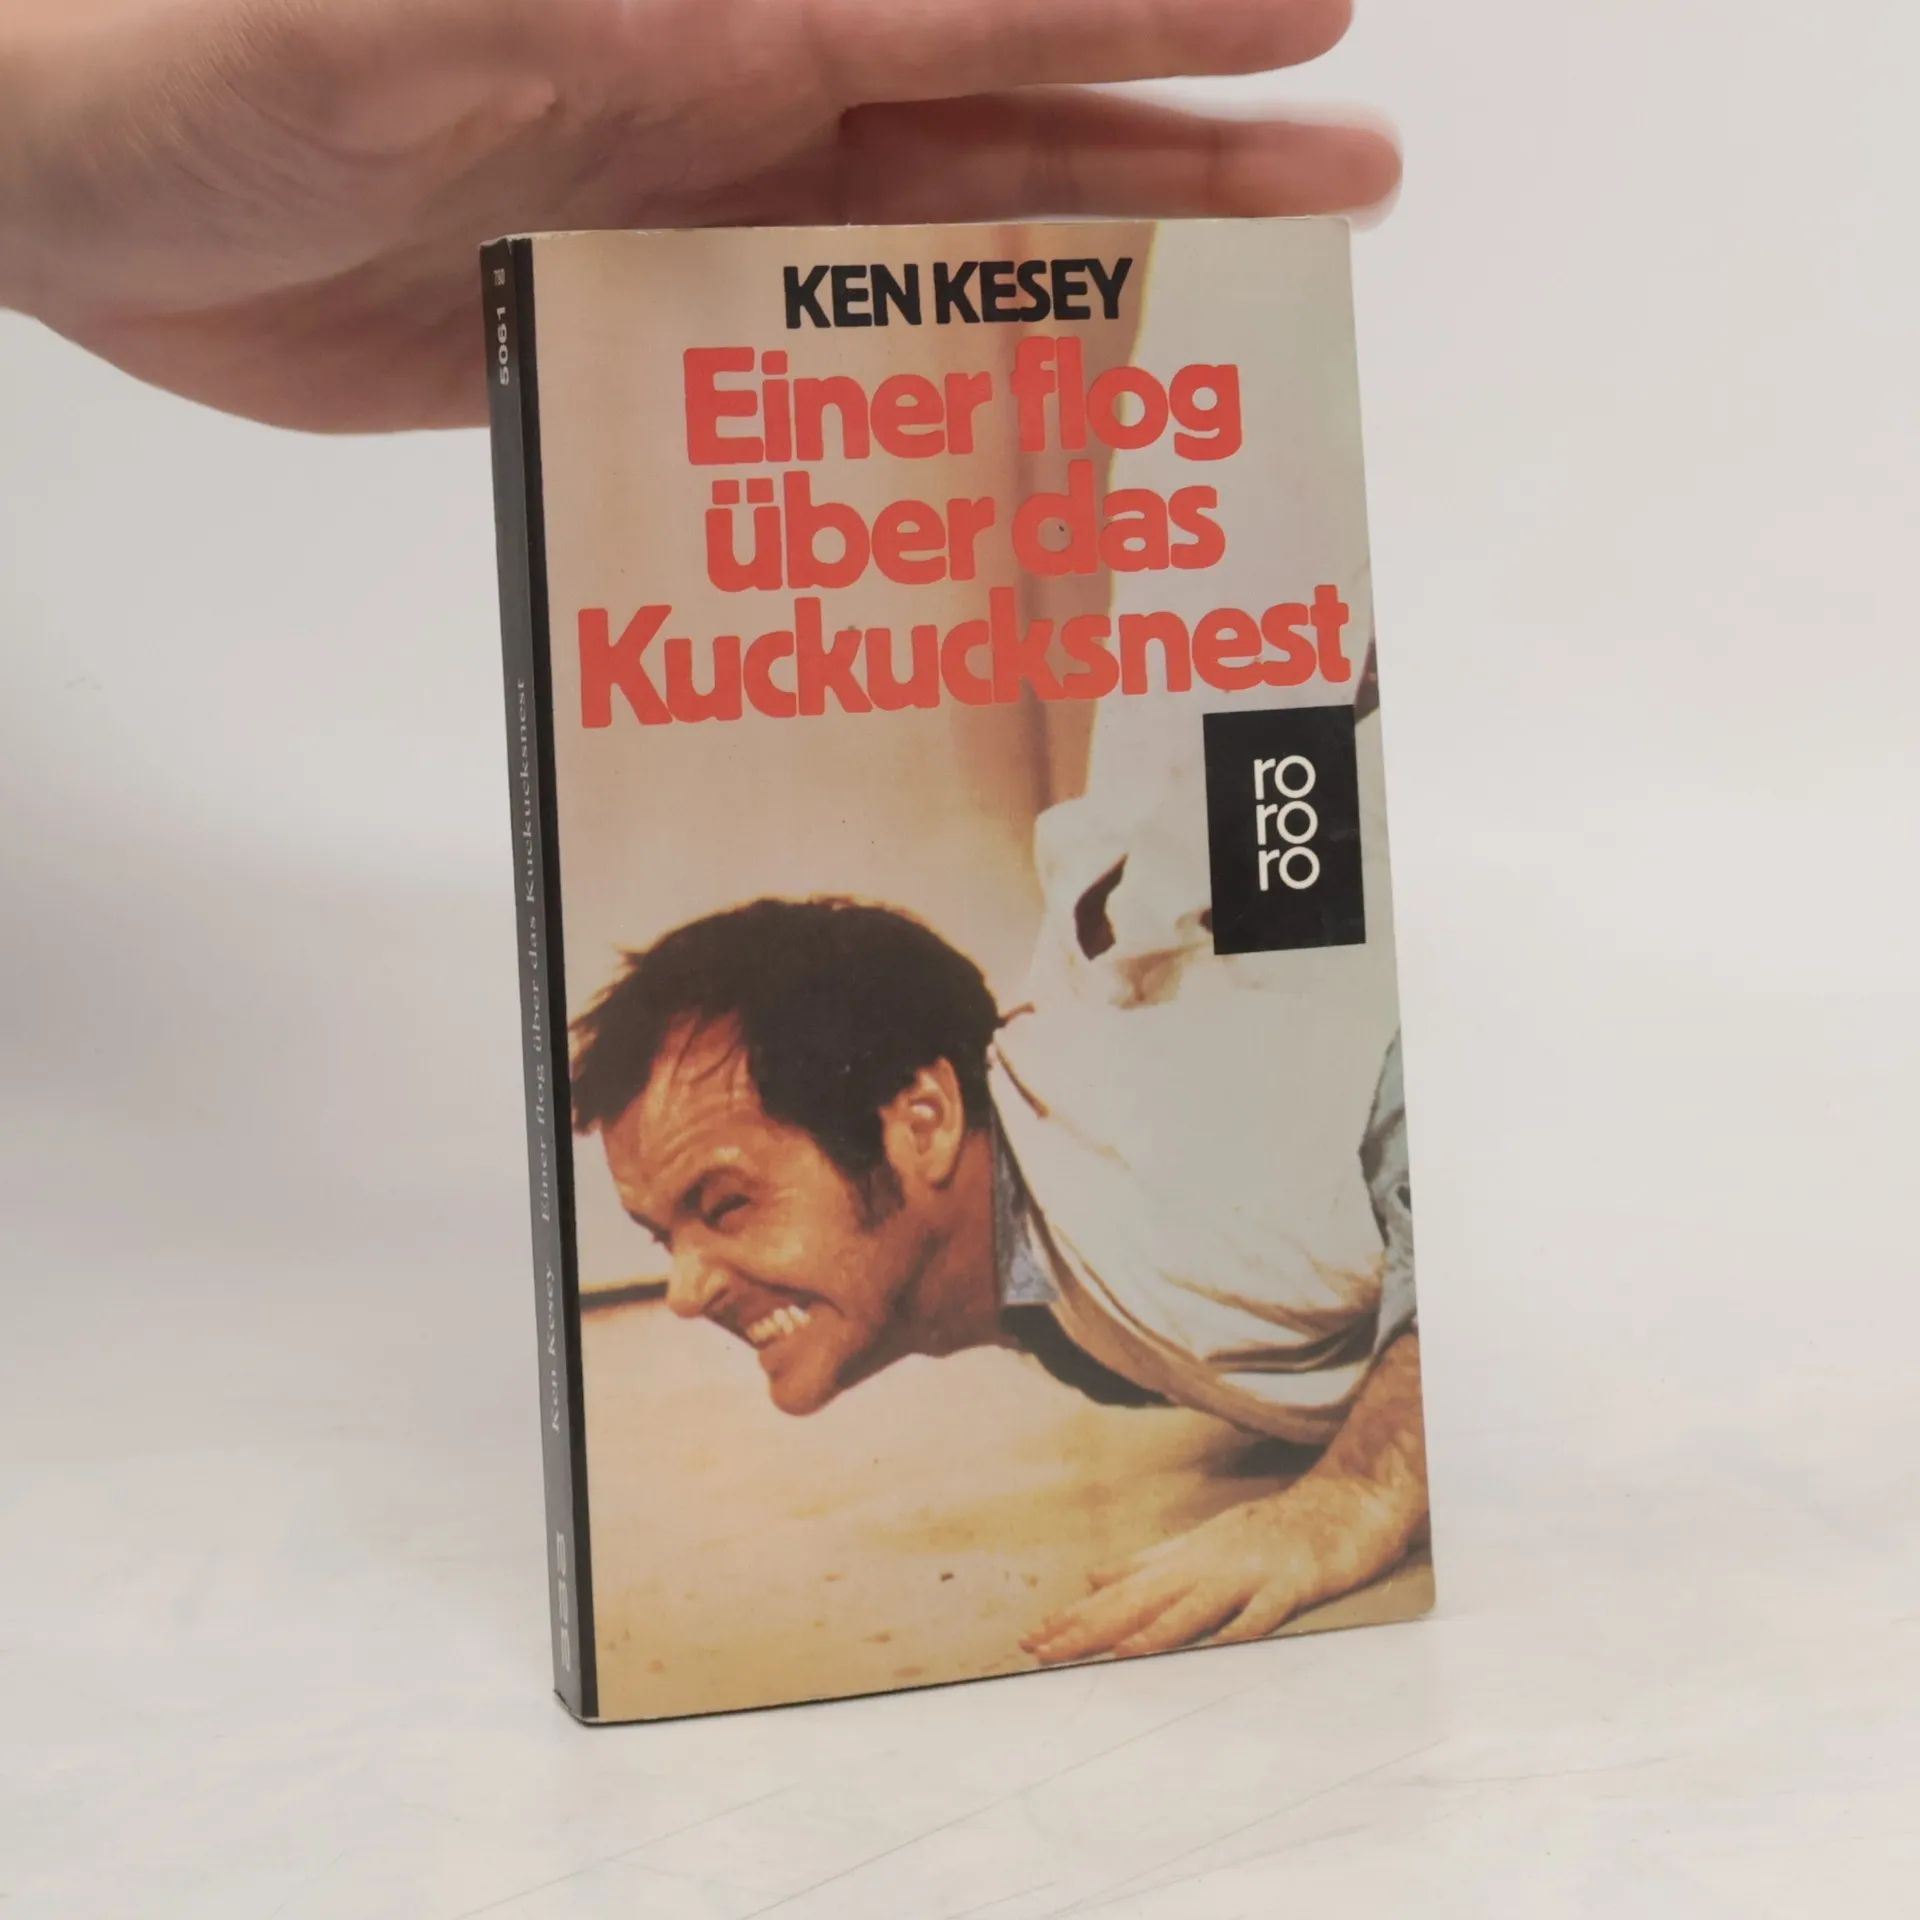 KEN KESEY
Einer flog
über das
Kuckucksnest
ro
ro
ro
Ken Kesey Einer flog über das Kuckucksnest
5061